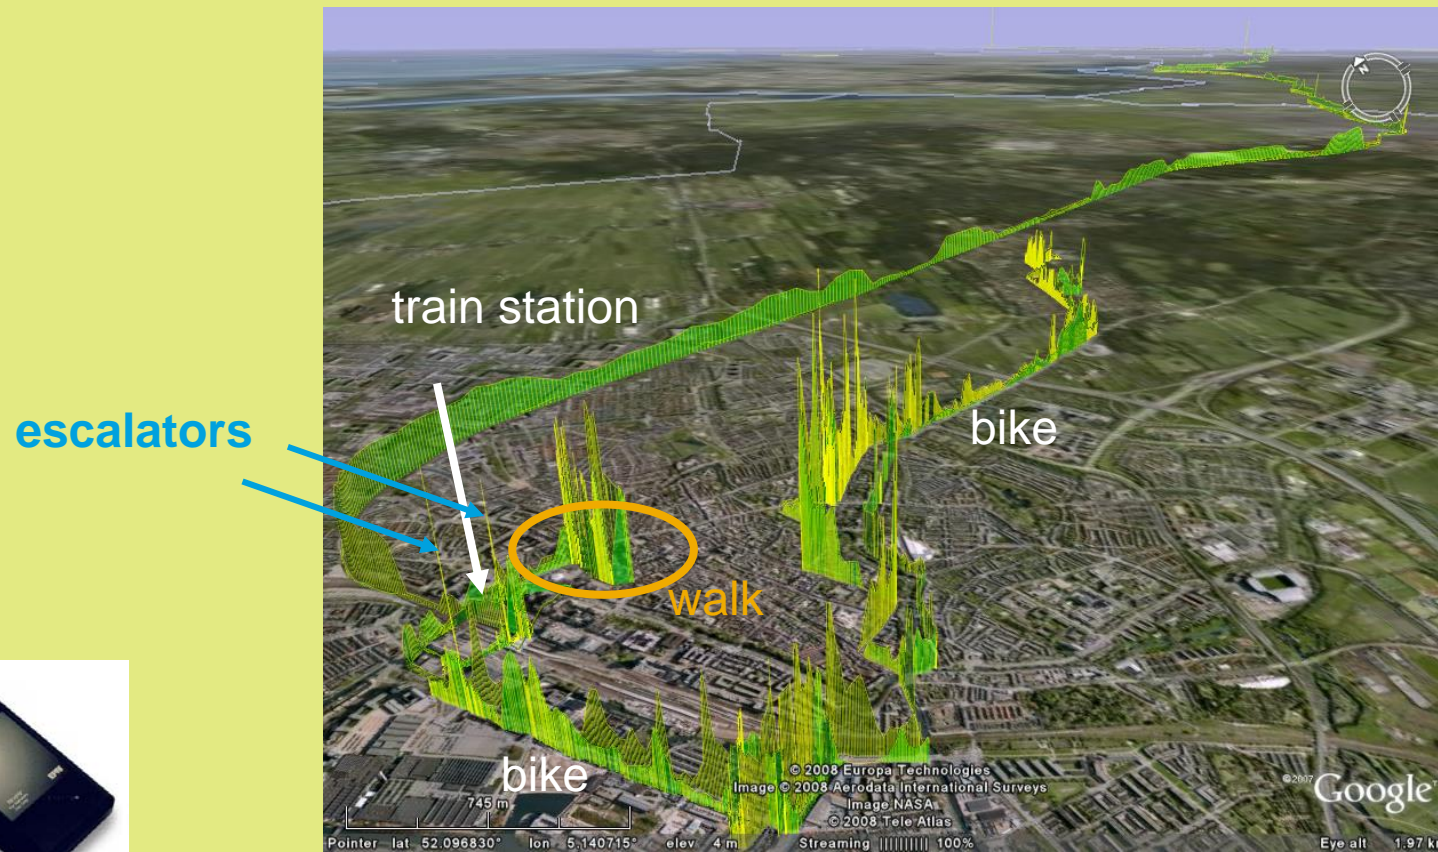 train station
escalators
bike
walk
bike
745 m
© 2008 Europa Technologies
Image © 2008 Aerodata International Surveys
Image NASA
© 2008 Tele Atlas
©2007 Google™
Pointer lat 52.096830° lon 5.140715° elev 4 m Streaming |||||||||| 100% Eye alt 1.97 k
N